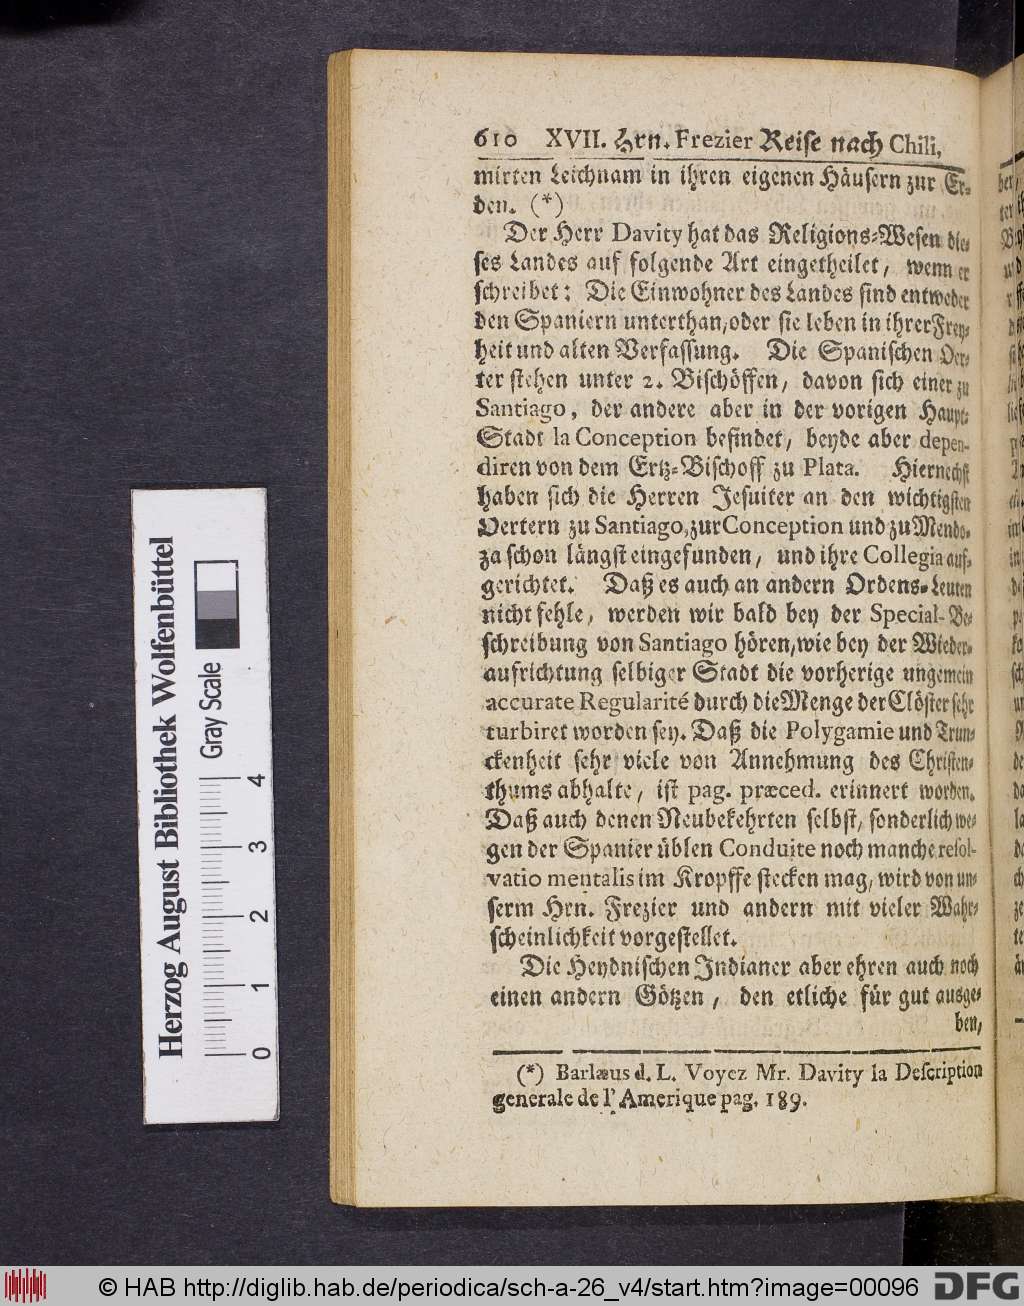 610 XVII. Hrn. Frezier Reise nach Chili,
mirten Leichnam in ihren eigenen Häusern zur Er-
den. (*)
Der Herr Davity hat das Religions-Wesen die-
ses Landes auf folgende Art eingetheilet, wenn er
schreibet: Die Einwohner des Landes sind entweder
den Spaniern unterthan, oder sie leben in ihrer Frey-
heit und alten Verfassung. Die Spanischen Oer-
ter stehen unter 2. Bischöffen, davon sich einer zu
Santiago, der andere aber in der vorigen Haupt-
Stadt la Conception befindet, beyde aber depen-
diren von dem Ertz-Bischoff zu Plata. Hiernechst
haben sich die Herren Jesuiter an den wichtigsten
Oertern zu Santiago, zur Conception und zu Mendo-
za schon längst eingefunden, und ihre Collegia auf-
gerichtet. Daß es auch an andern Ordens-Leuten
nicht fehle, werden wir bald bey der Special-Be-
schreibung von Santiago hören, wie bey der Wieder-
aufrichtung selbiger Stadt die vorherige ungemein
accurate Regularité durch die Menge der Clöster sehr
turbiret worden sey. Daß die Polygamie und Trun-
ckenheit sehr viele von Annehmung des Christen-
thums abhalte, ist pag. præced. erinnert worden.
Daß auch denen Neubekehrten selbst, sonderlich we-
gen der Spanier üblen Conduite noch manche resol-
vatio mentalis im Kropffe stecken mag, wird von un-
serm Hrn. Frezier und andern mit vieler Wahr-
scheinlichkeit vorgestellet.
Die Heydnischen Indianer aber ehren auch noch
einen andern Götzen, den etliche für gut ausge-
ben,
(*) Barlæus d. L. Voyez Mr. Davity la Description
generale de l'Amerique pag. 189.
Herzog August Bibliothek Wolfenbüttel
Gray Scale
0 1 2 3 4
© HAB http://diglib.hab.de/periodica/sch-a-26_v4/start.htm?image=00096
DFG